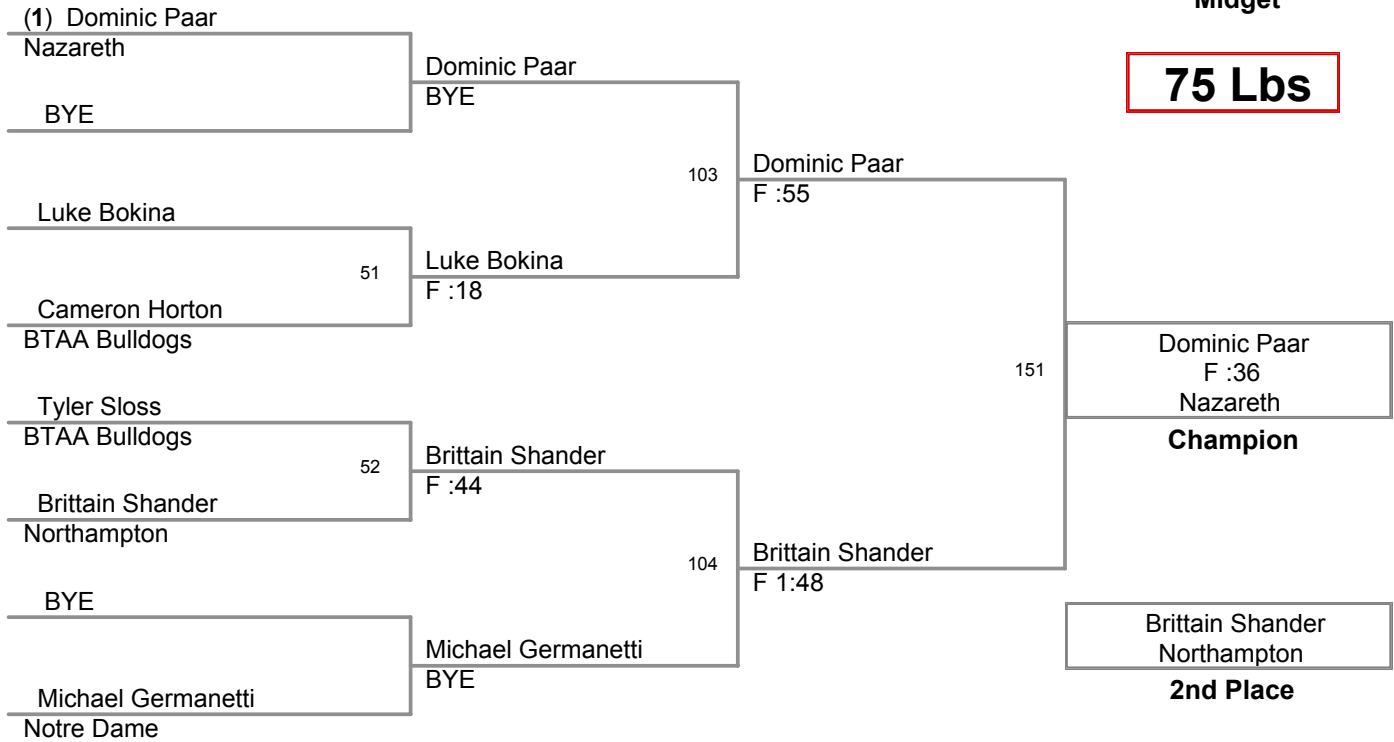 Midget
75 Lbs
(1) Dominic Paar
Nazareth
BYE
Luke Bokina
51
Cameron Horton
BTAA Bulldogs
Tyler Sloss
BTAA Bulldogs
52
Brittain Shander
Northampton
BYE
Michael Germanetti
Notre Dame
Dominic Paar
BYE
103
Luke Bokina
F :18
Brittain Shander
F :44
104
Michael Germanetti
BYE
Dominic Paar
F :55
151
Brittain Shander
F 1:48
Dominic Paar
F :36
Nazareth
Champion
Brittain Shander
Northampton
2nd Place